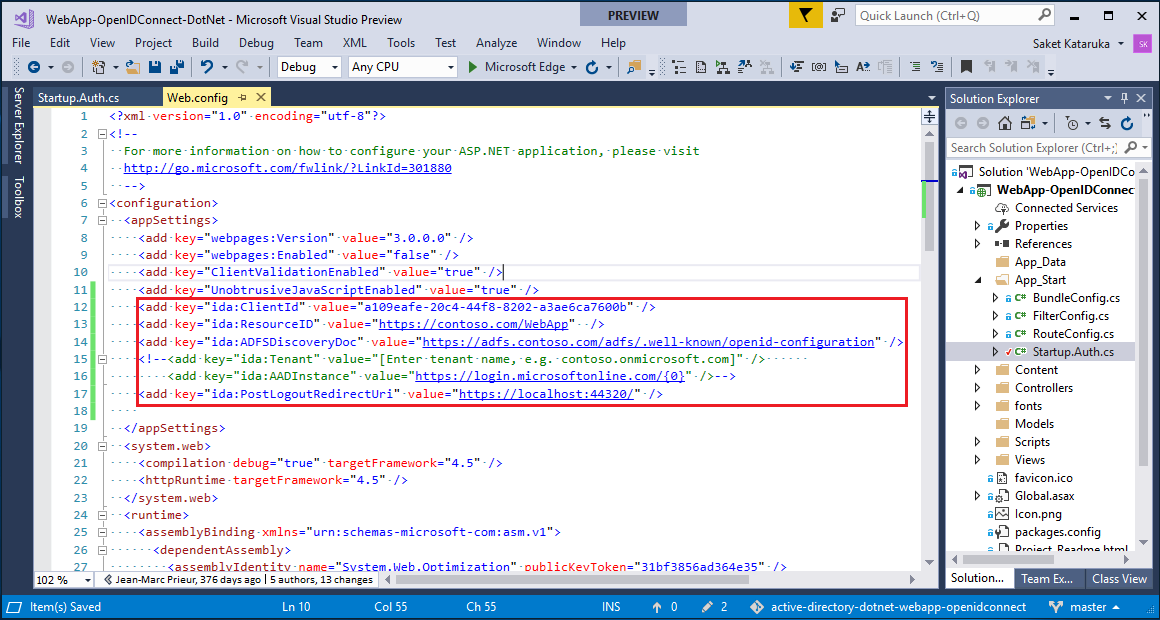 WebApp-OpenIDConnect-DotNet - Microsoft Visual Studio Preview
PREVIEW
Quick Launch (Ctrl+Q)
File Edit View Project Build Debug Team XML Tools Test Analyze Window Help
Saket Kataruka SK
Debug Any CPU Microsoft Edge
Server Explorer
Toolbox
Startup.Auth.cs Web.config
1 <?xml version="1.0" encoding="utf-8"?>
2 <!--
3 For more information on how to configure your ASP.NET application, please visit
4 http://go.microsoft.com/fwlink/?LinkId=301880
5 -->
6 <configuration>
7 <appSettings>
8 <add key="webpages:Version" value="3.0.0.0" />
9 <add key="webpages:Enabled" value="false" />
10 <add key="ClientValidationEnabled" value="true" />
11 <add key="UnobtrusiveJavaScriptEnabled" value="true" />
12 <add key="ida:ClientId" value="a109eafe-20c4-44f8-8202-a3ae6ca7600b" />
13 <add key="ida:ResourceID" value="https://contoso.com/WebApp" />
14 <add key="ida:ADFSDiscoveryDoc" value="https://adfs.contoso.com/adfs/.well-known/openid-configuration" />
15 <!--<add key="ida:Tenant" value="[Enter tenant name, e.g. contoso.onmicrosoft.com]" />
16 <add key="ida:AADInstance" value="https://login.microsoftonline.com/{0}" />-->
17 <add key="ida:PostLogoutRedirectUri" value="https://localhost:44320/" />
18
19 </appSettings>
20 <system.web>
21 <compilation debug="true" targetFramework="4.5" />
22 <httpRuntime targetFramework="4.5" />
23 </system.web>
24 <runtime>
25 <assemblyBinding xmlns="urn:schemas-microsoft-com:asm.v1">
26 <dependentAssembly>
27 <assemblyIdentity name="System.Web.Optimization" publicKeyToken="31bf3856ad364e35" />
102 % Jean-Marc Prieur, 376 days ago | 5 authors, 13 changes
Solution Explorer
Search Solution Explorer (Ctrl+;)
Solution 'WebApp-OpenIDCo
WebApp-OpenIDConnec
Connected Services
Properties
References
App_Data
App_Start
C# BundleConfig.cs
C# FilterConfig.cs
C# RouteConfig.cs
C# Startup.Auth.cs
Content
Controllers
fonts
Models
Scripts
Views
favicon.ico
Global.asax
Icon.png
packages.config
Project_Readme.html
Solution... Team Ex... Class View
Item(s) Saved Ln 10 Col 55 Ch 55 INS 0 2 active-directory-dotnet-webapp-openidconnect master